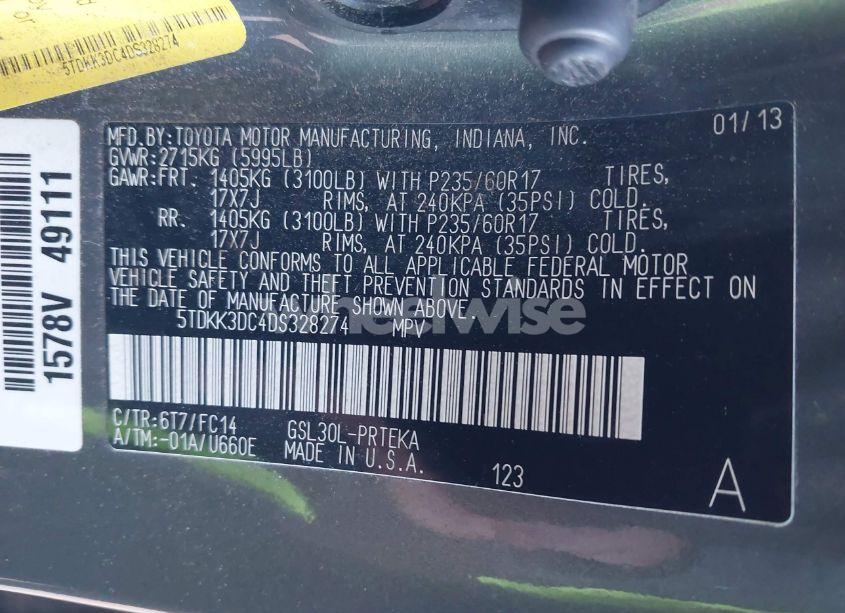 5TDKK3DC4DS328274
1578V 49111
MFD.BY:TOYOTA MOTOR MANUFACTURING, INDIANA, INC. 01/13
GVWR:2715KG (5995LB)
GAWR:FRT. 1405KG (3100LB) WITH P235/60R17 TIRES,
17X7J RIMS, AT 240KPA (35PSI) COLD.
RR. 1405KG (3100LB) WITH P235/60R17 TIRES,
17X7J RIMS, AT 240KPA (35PSI) COLD.
THIS VEHICLE CONFORMS TO ALL APPLICABLE FEDERAL MOTOR
VEHICLE SAFETY AND THEFT PREVENTION STANDARDS IN EFFECT ON
THE DATE OF MANUFACTURE SHOWN ABOVE.
5TDKK3DC4DS328274 MPV
C/TR:6T7/FC14 GSL30L-PRTEKA
A/TM:-01A/U660E MADE IN U.S.A.
123 A